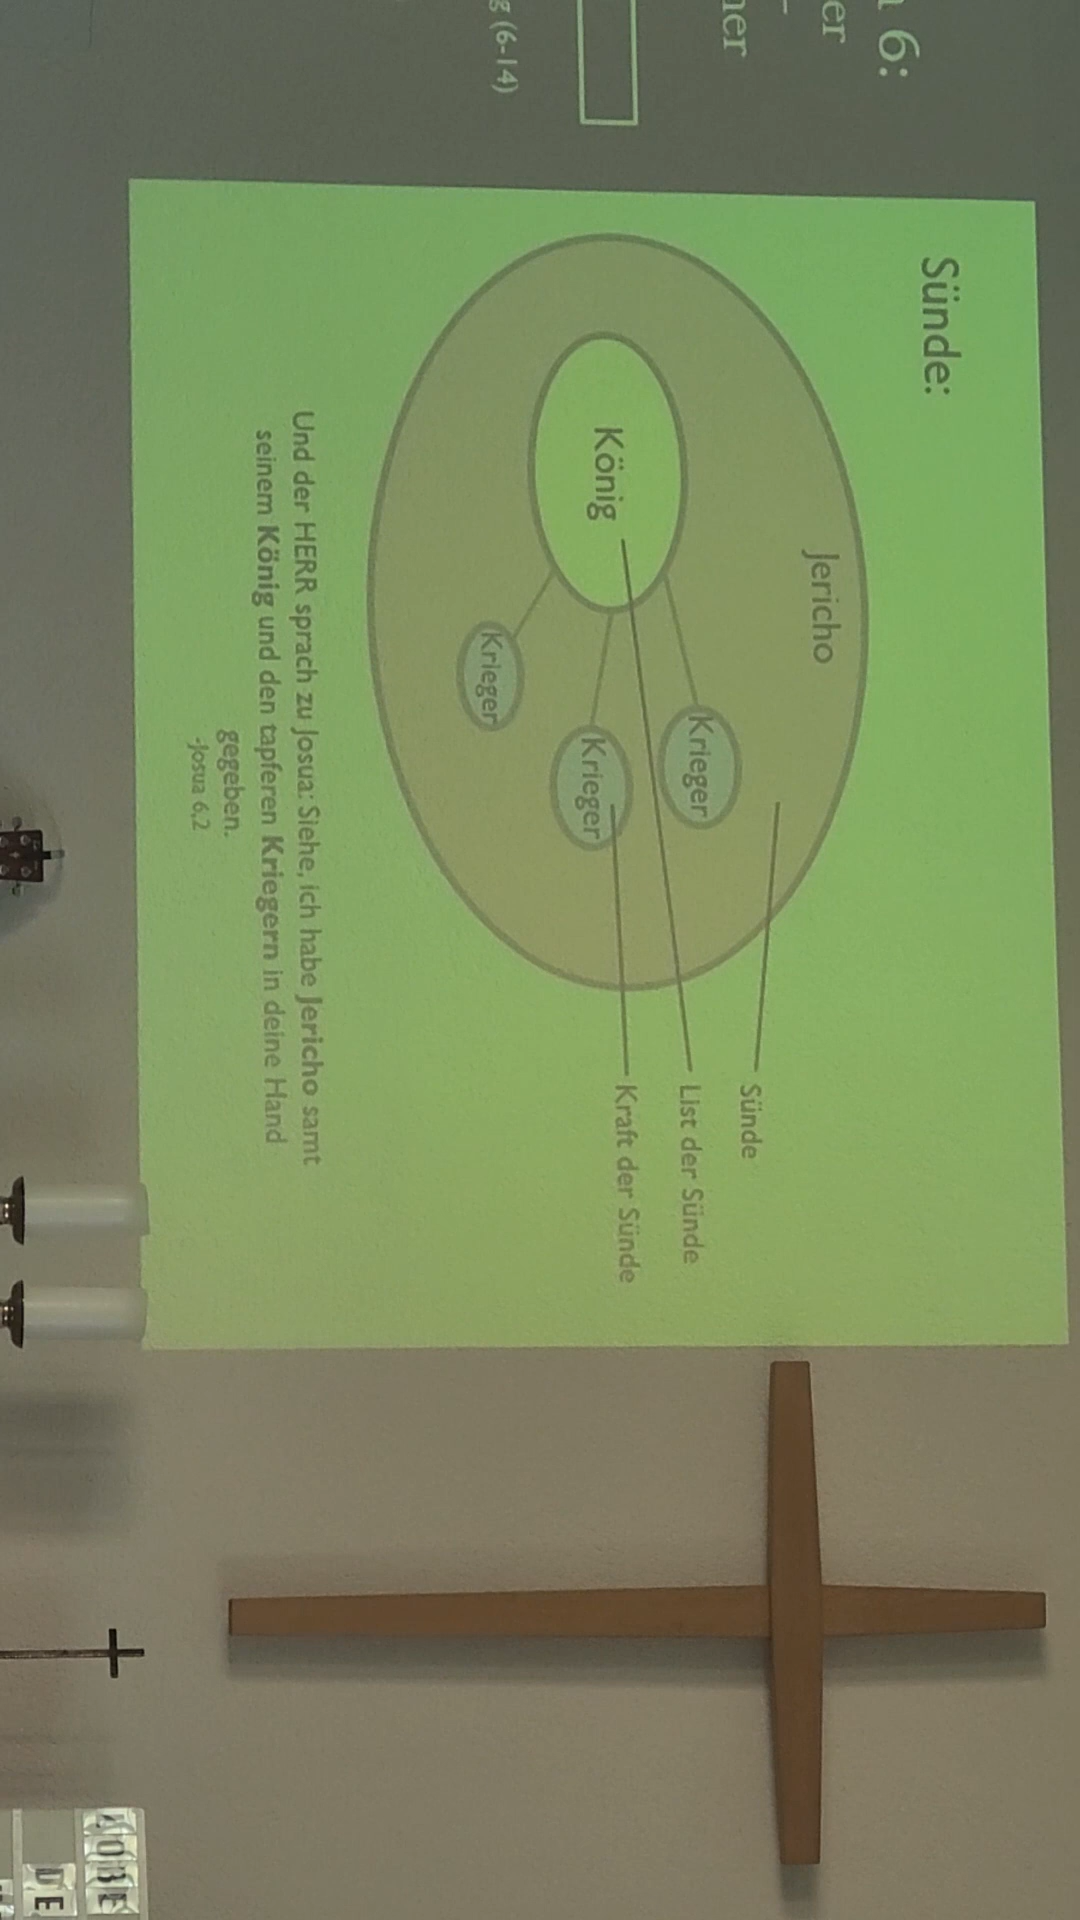 6:
er
ner
g (6-14)
Sünde:
Jericho
König
Krieger
Krieger
Krieger
Sünde
List der Sünde
Kraft der Sünde
Und der HERR sprach zu Josua: Siehe, ich habe Jericho samt
seinem König und den tapferen Kriegern in deine Hand
gegeben.
-Josua 6,2
OBE
DE